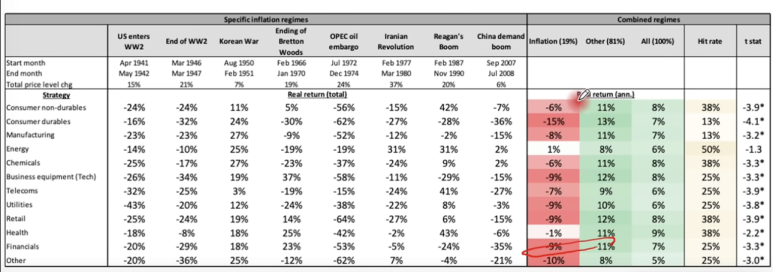 Specific inflation regimes Combined regimes
US enters WW2 End of WW2 Korean War Ending of Bretton Woods OPEC oil embargo Iranian Revolution Reagan's Boom China demand boom Inflation (19%) Other (81%) All (100%) Hit rate t stat
Start month Apr 1941 Mar 1946 Aug 1950 Feb 1966 Jul 1972 Feb 1977 Feb 1987 Sep 2007
End month May 1942 Mar 1947 Feb 1951 Jan 1970 Dec 1974 Mar 1980 Nov 1990 Jul 2008
Total price level chg 15% 21% 7% 19% 24% 37% 20% 6%
Strategy Real return (total) return (ann.)
Consumer non-durables -24% -24% 11% 5% -56% -15% 42% -7% -6% 11% 8% 38% -3.9*
Consumer durables -16% -32% 24% -30% -62% -27% -28% -36% -15% 13% 7% 13% -4.1*
Manufacturing -23% -23% 27% -9% -52% -12% -2% -15% -8% 11% 7% 13% -3.2*
Energy -14% -10% 25% -19% -19% 31% 31% 2% 1% 8% 6% 50% -1.3
Chemicals -25% -17% 27% -23% -37% -24% 9% 2% -6% 11% 8% 38% -3.3*
Business equipment (Tech) -26% -34% 19% 37% -58% -11% -29% -15% -9% 12% 8% 25% -3.3*
Telecoms -32% -25% 3% -19% -15% -24% 41% -27% -7% 9% 6% 25% -3.9*
Utilities -43% -20% 12% -24% -38% -22% 8% -3% -9% 10% 6% 25% -3.8*
Retail -25% -24% 19% 14% -64% -27% 6% -15% -9% 12% 8% 38% -3.9*
Health -18% -8% 18% 25% -42% -2% 43% -6% -1% 11% 9% 38% -2.2*
Financials -20% -29% 18% 23% -53% -5% -24% -35% -9% 11% 7% 25% -3.3*
Other -20% -36% 25% -12% -62% 7% -4% -21% -10% 8% 5% 25% -3.0*